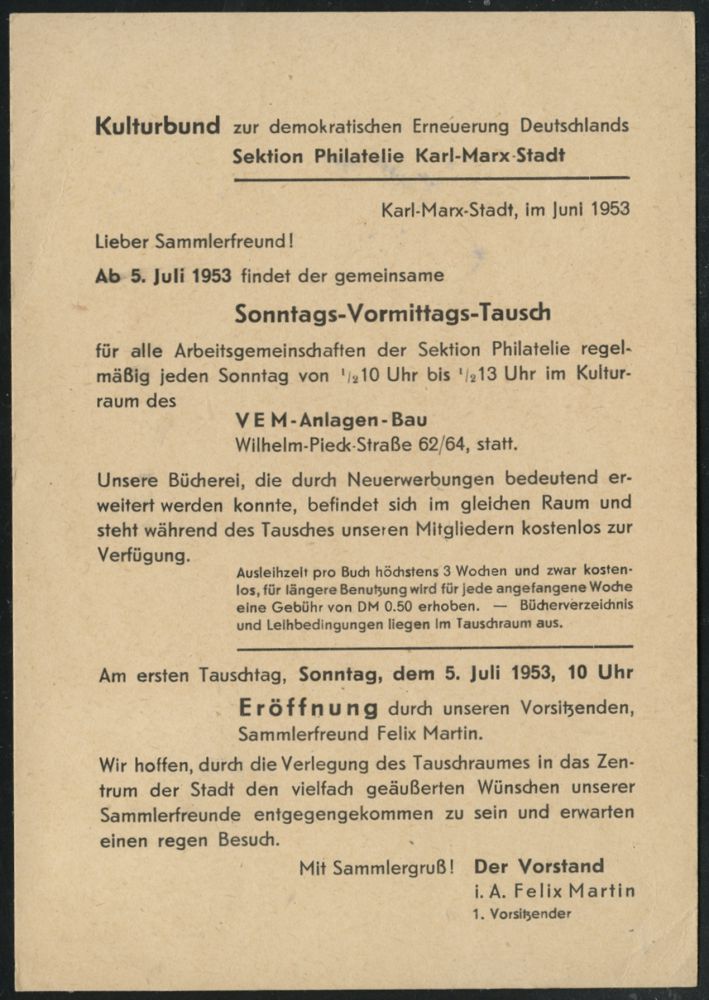 Kulturbund zur demokratischen Erneuerung Deutschlands
Sektion Philatelie Karl-Marx-Stadt
Karl-Marx-Stadt, im Juni 1953
Lieber Sammlerfreund!
Ab 5. Juli 1953 findet der gemeinsame
Sonntags-Vormittags-Tausch
für alle Arbeitsgemeinschaften der Sektion Philatelie regel-
mäßig jeden Sonntag von ½10 Uhr bis ½13 Uhr im Kultur-
raum des
VEM-Anlagen-Bau
Wilhelm-Pieck-Straße 62/64, statt.
Unsere Bücherei, die durch Neuerwerbungen bedeutend er-
weitert werden konnte, befindet sich im gleichen Raum und
steht während des Tausches unseren Mitgliedern kostenlos zur
Verfügung.
Ausleihzeit pro Buch höchstens 3 Wochen und zwar kosten-
los, für längere Benutzung wird für jede angefangene Woche
eine Gebühr von DM 0.50 erhoben. — Bücherverzeichnis
und Leihbedingungen liegen im Tauschraum aus.
Am ersten Tauschtag, Sonntag, dem 5. Juli 1953, 10 Uhr
Eröffnung durch unseren Vorsitzenden,
Sammlerfreund Felix Martin.
Wir hoffen, durch die Verlegung des Tauschraumes in das Zen-
trum der Stadt den vielfach geäußerten Wünschen unserer
Sammlerfreunde entgegengekommen zu sein und erwarten
einen regen Besuch.
Mit Sammlergruß! Der Vorstand
i. A. Felix Martin
1. Vorsitzender